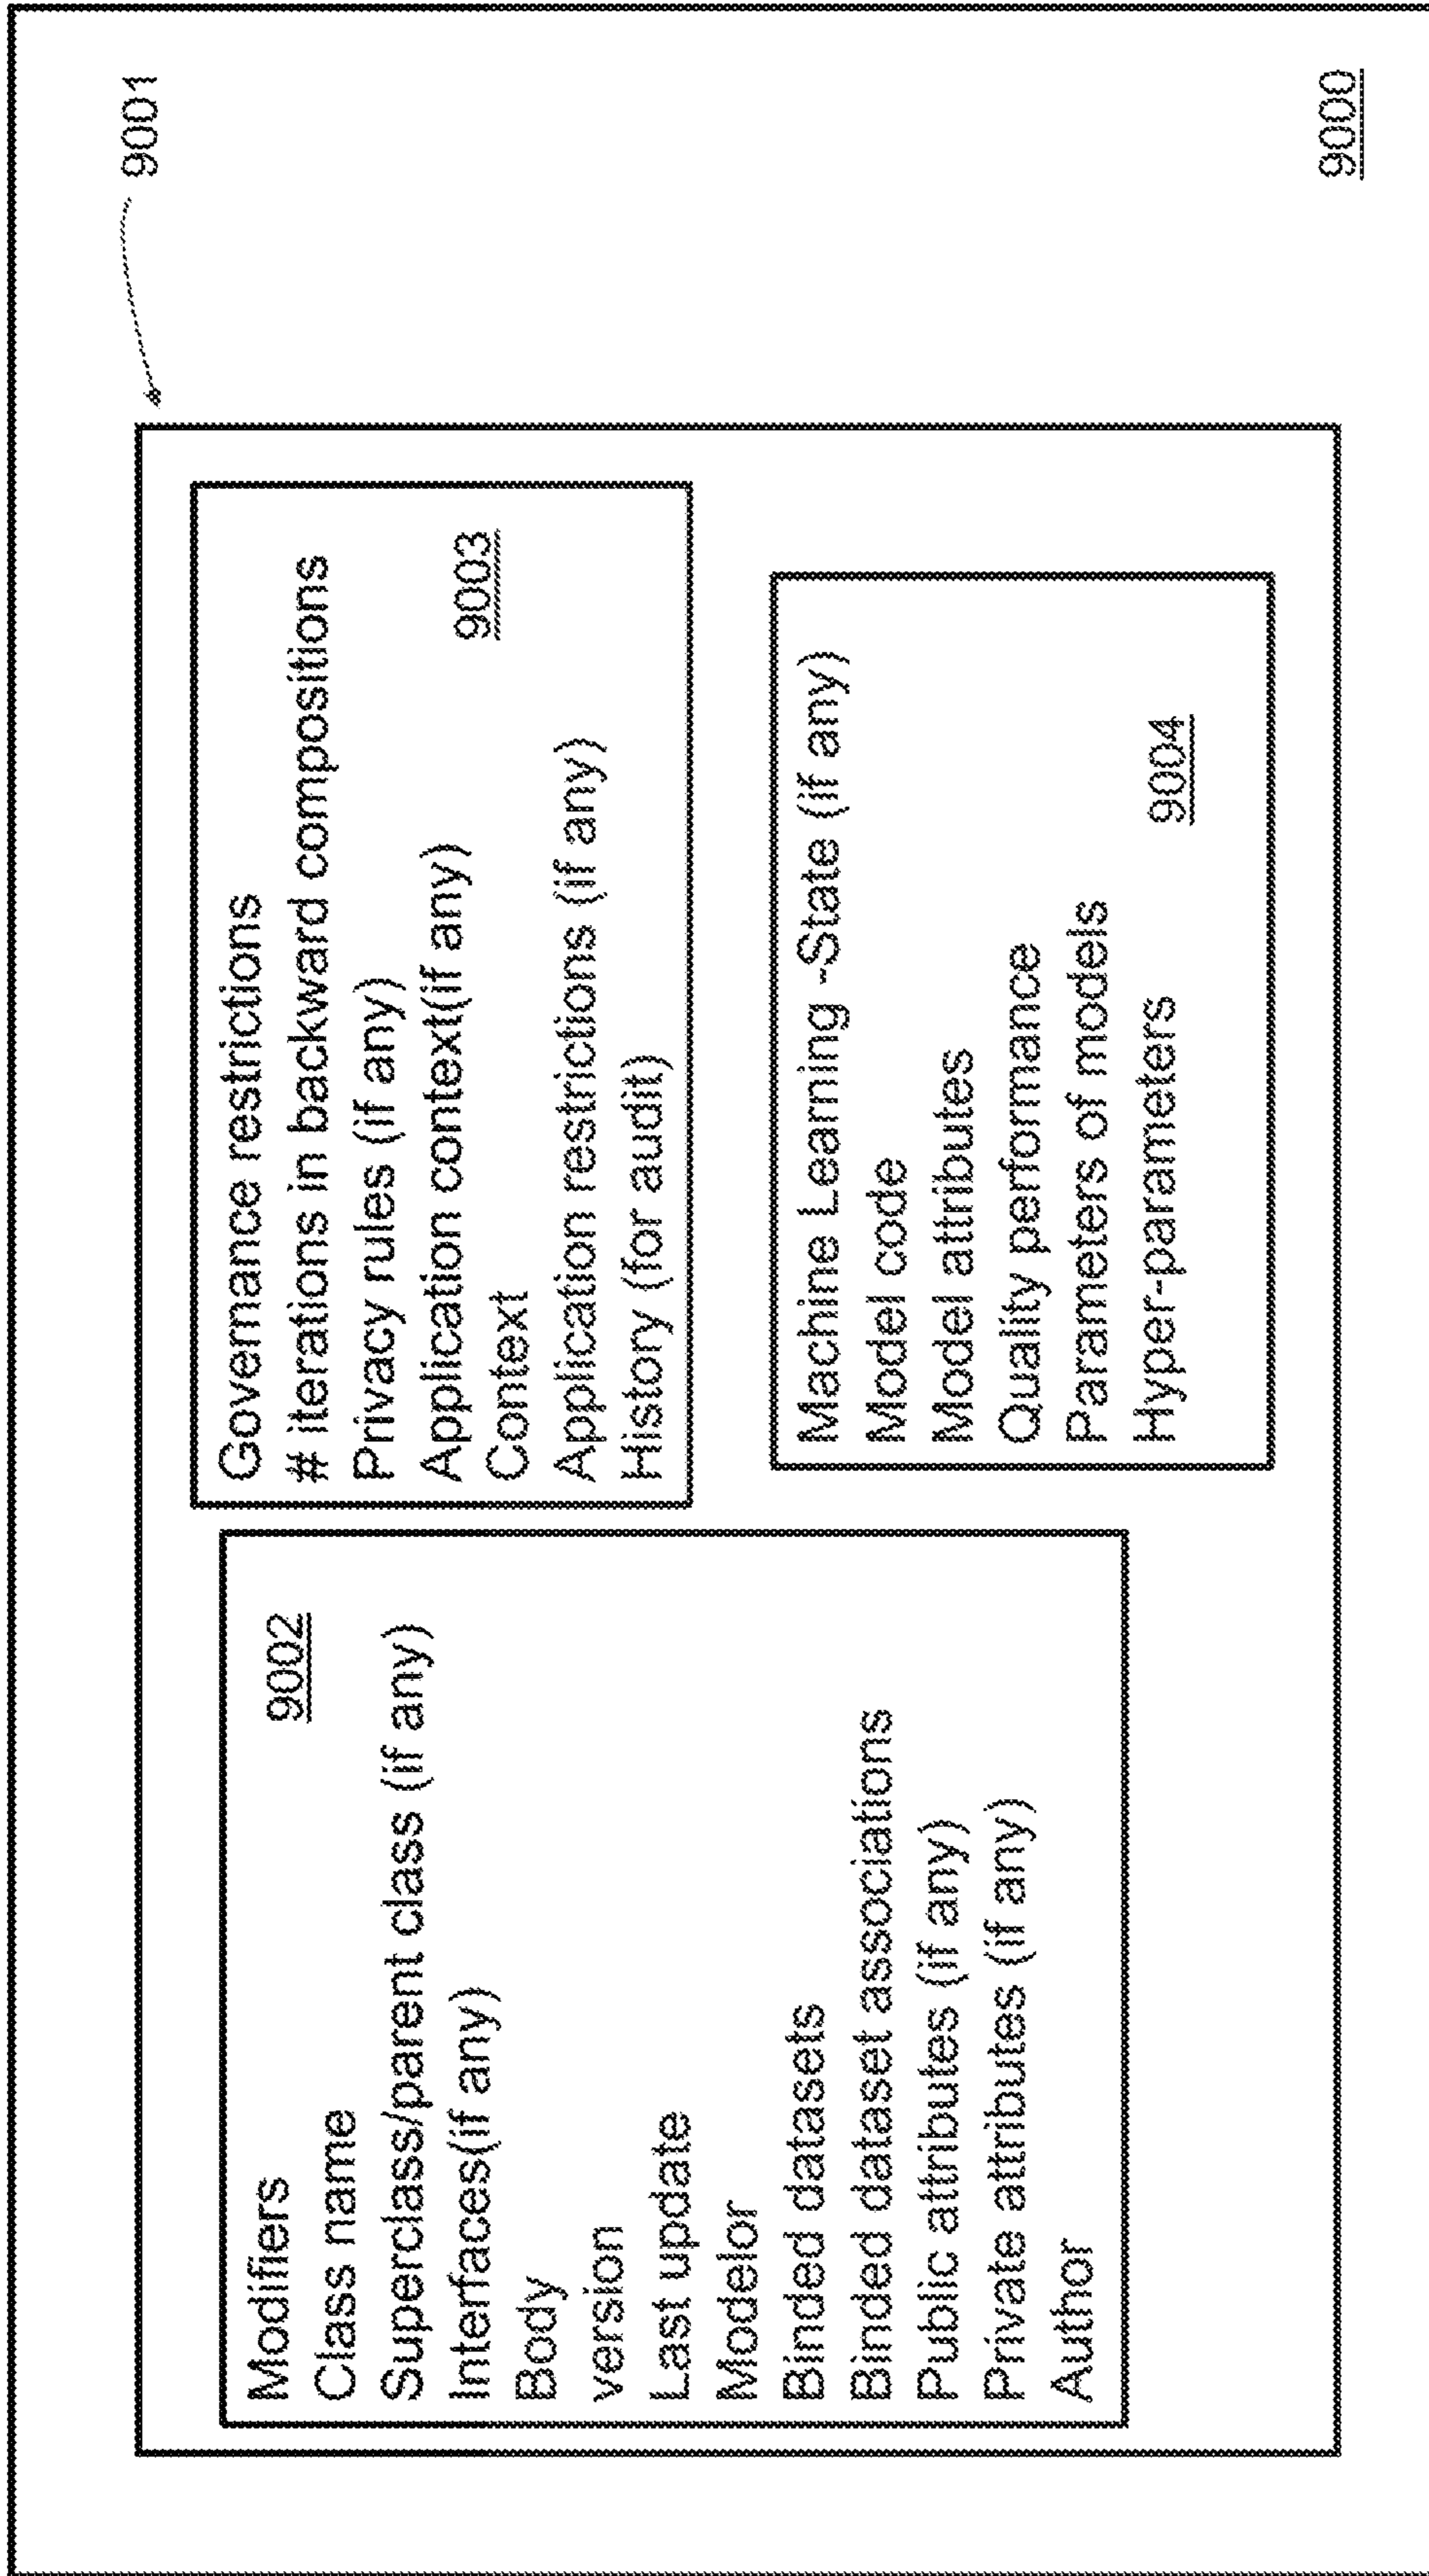 9001
Modifiers
9002
Class name
Superclass/parent class (if any)
Interfaces(if any)
Body
version
Last update
Modelor
Binded datasets
Binded dataset associations
Public attributes (if any)
Private attributes (if any)
Author
Governance restrictions
# iterations in backward compositions
Privacy rules (if any)
Application context(if any)
9003
Context
Application restrictions (if any)
History (for audit)
Machine Learning -State (if any)
Model code
Model attributes
Quality performance
Parameters of models
Hyper-parameters
9004
9000